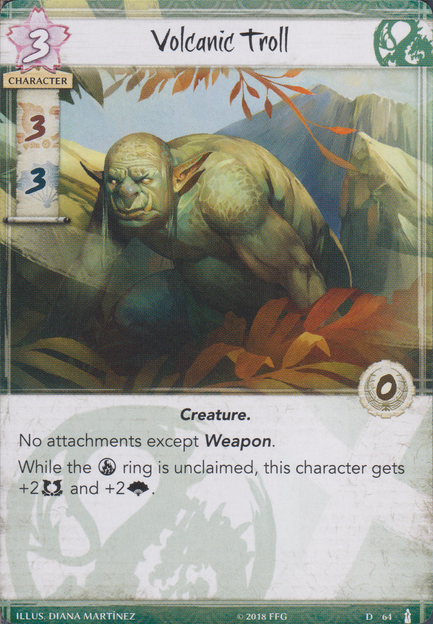 3
Volcanic Troll
CHARACTER
3
3
0
Creature.
No attachments except Weapon.
While the ring is unclaimed, this character gets
+2 and +2.
ILLUS. DIANA MARTÍNEZ © 2018 FFG D 64